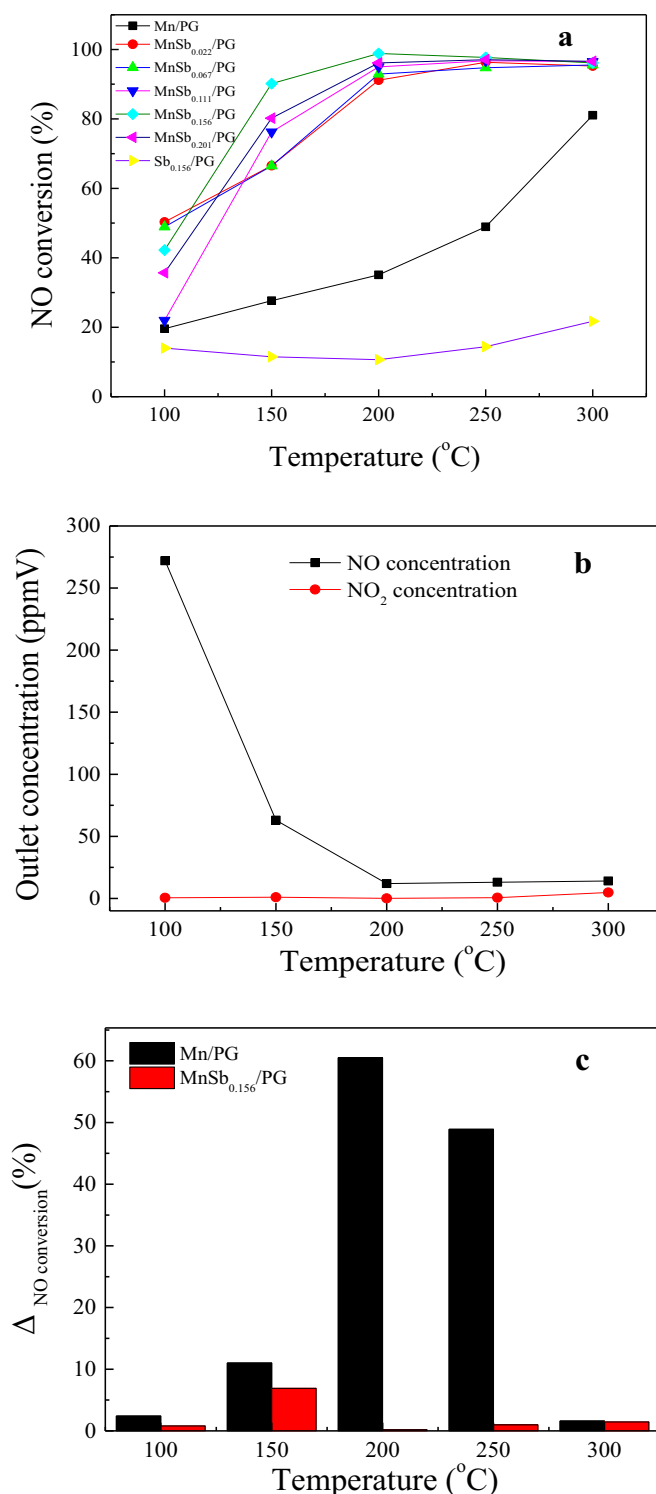 a
Mn/PG
MnSb0.022/PG
MnSb0.067/PG
MnSb0.111/PG
MnSb0.156/PG
MnSb0.201/PG
Sb0.156/PG
NO conversion (%)
100
80
60
40
20
0
100 150 200 250 300
Temperature (°C)
b
NO concentration
NO2 concentration
Outlet concentration (ppmV)
300
250
200
150
100
50
0
100 150 200 250 300
Temperature (°C)
c
Mn/PG
MnSb0.156/PG
Δ NO conversion (%)
60
50
40
30
20
10
0
100 150 200 250 300
Temperature (°C)